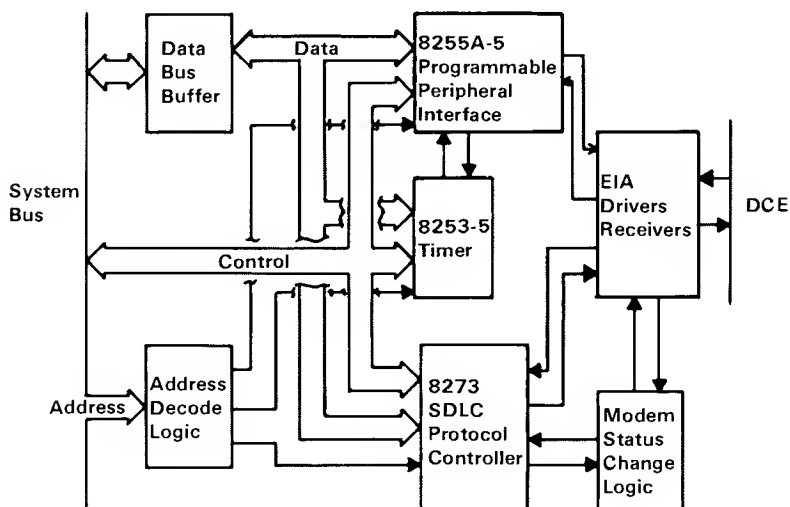 Data
Bus
Buffer
Data
8255A-5
Programmable
Peripheral
Interface
System
Bus
8253-5
Timer
EIA
Drivers
Receivers
DCE
Control
Address
Address
Decode
Logic
8273
SDLC
Protocol
Controller
Modem
Status
Change
Logic